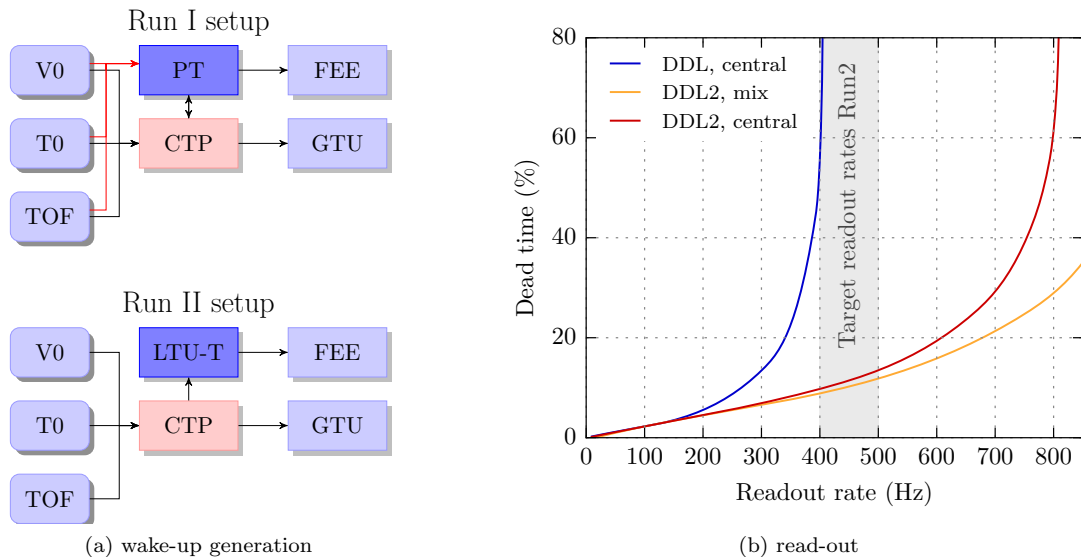 Run I setup
V0
PT
FEE
T0
CTP
GTU
TOF
Run II setup
V0
LTU-T
FEE
T0
CTP
GTU
TOF
(a) wake-up generation
80
60
40
20
0
Dead time (%)
DDL, central
DDL2, mix
DDL2, central
Target readout rates Run2
0 100 200 300 400 500 600 700 800
Readout rate (Hz)
(b) read-out